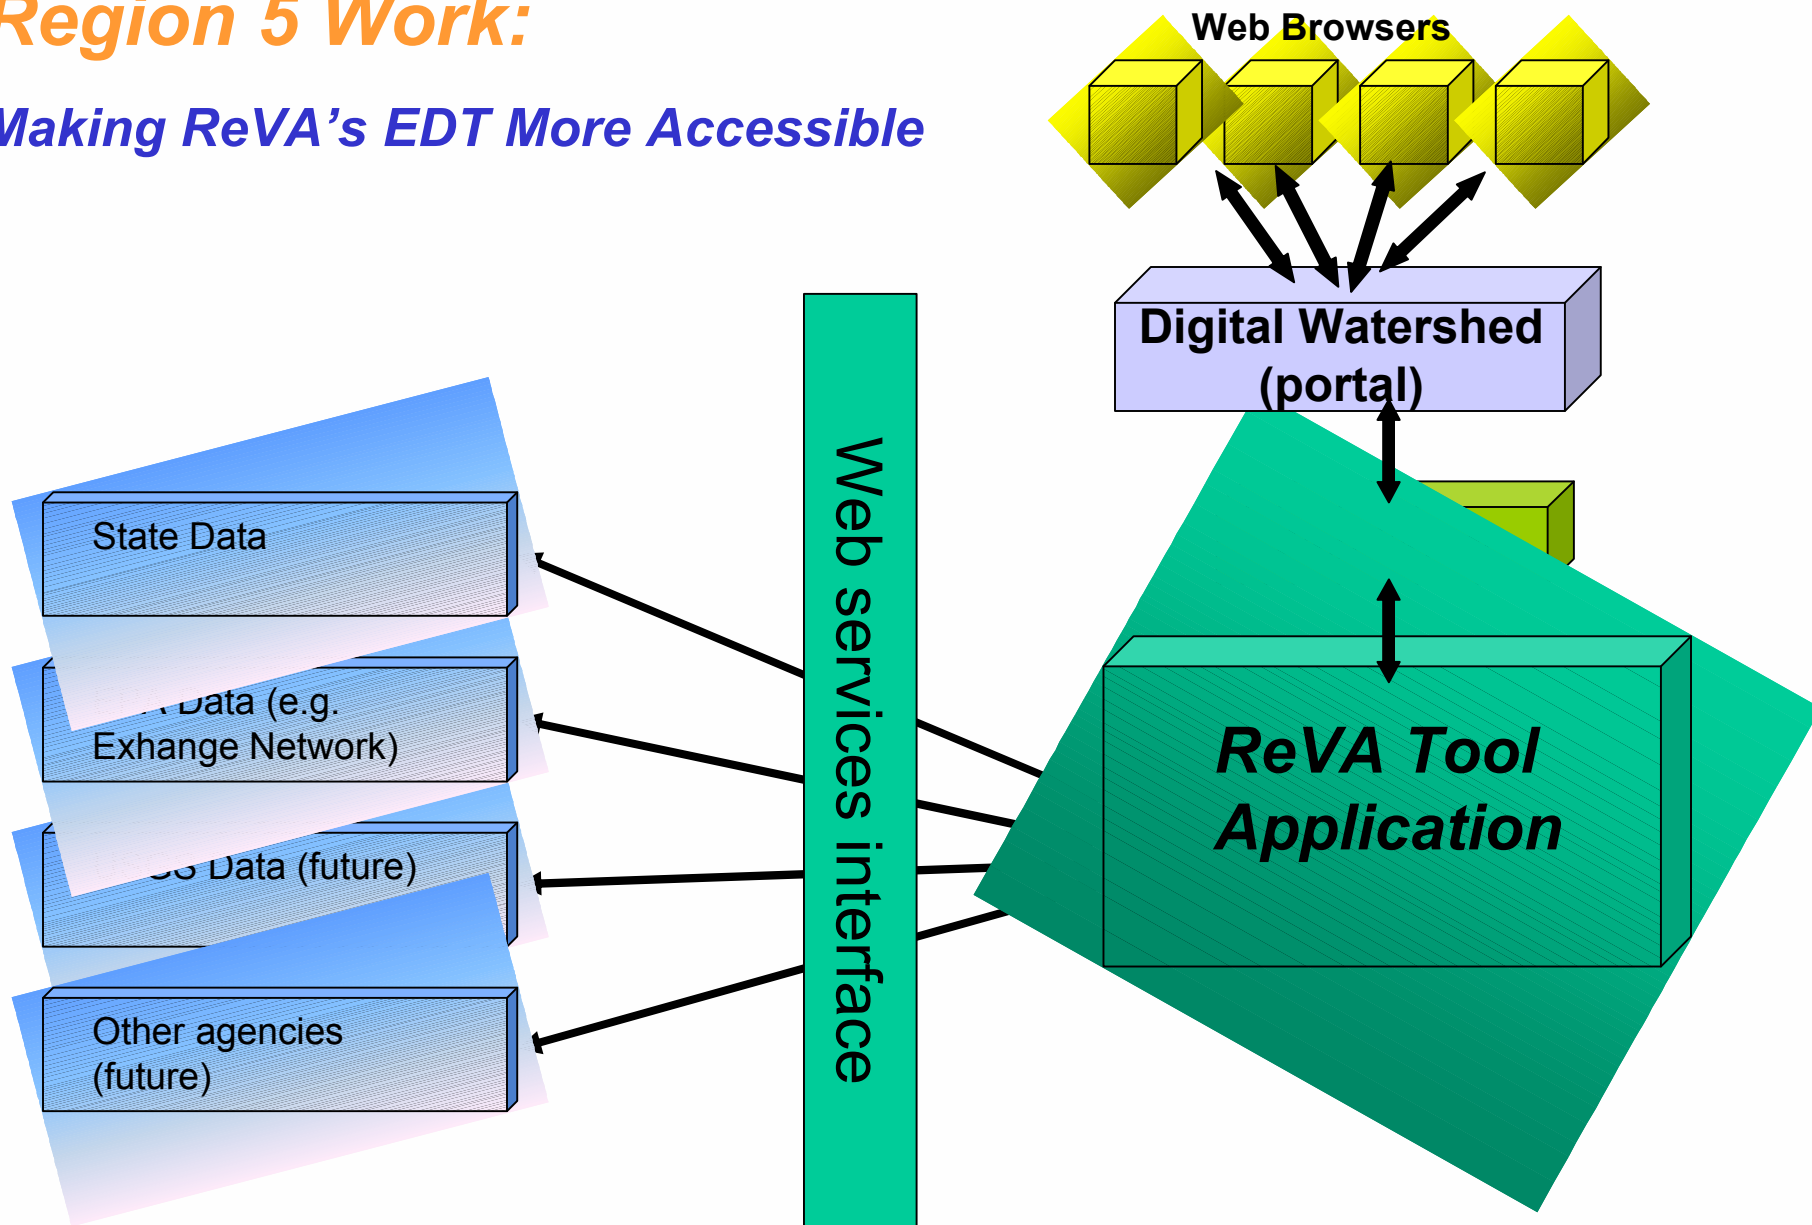 Region 5 Work:
Making ReVA’s EDT More Accessible
Web Browsers
Digital Watershed
(portal)
State Data
Data (e.g.
Exhange Network)
Data (future)
Other agencies
(future)
Web services interface
ReVA Tool
Application